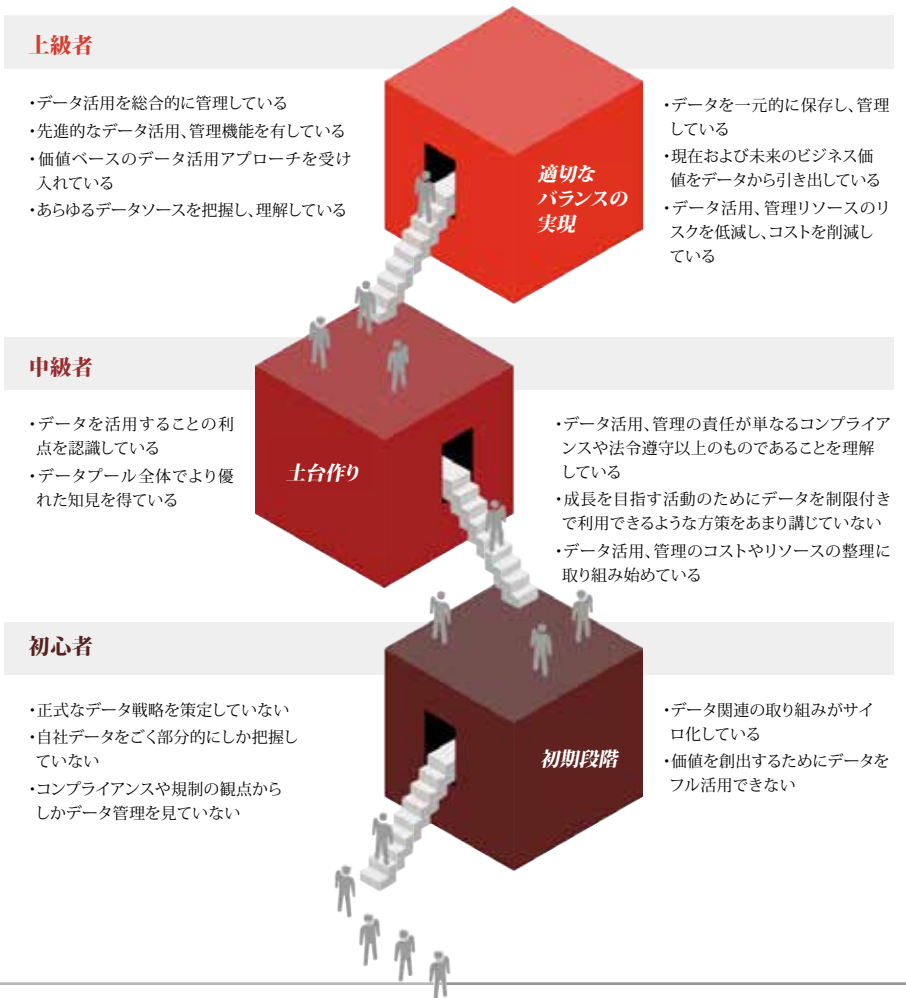 上級者
・データ活用を総合的に管理している
・先進的なデータ活用、管理機能を有している
・価値ベースのデータ活用アプローチを受け
入れている
・あらゆるデータソースを把握し、理解している
適切な
バランスの
実現
・データを一元的に保存し、管理
している
・現在および未来のビジネス価
値をデータから引き出している
・データ活用、管理リソースのリ
スクを低減し、コストを削減し
ている
中級者
・データを活用することの利
点を認識している
・データプール全体でより優
れた知見を得ている
土台作り
・データ活用、管理の責任が単なるコンプライア
ンスや法令遵守以上のものであることを理解
している
・成長を目指す活動のためにデータを制限付き
で利用できるような方策をあまり講じていない
・データ活用、管理のコストやリソースの整理に
取り組み始めている
初心者
・正式なデータ戦略を策定していない
・自社データをごく部分的にしか把握し
ていない
・コンプライアンスや規制の観点から
しかデータ管理を見ていない
初期段階
・データ関連の取り組みがサイ
ロ化している
・価値を創出するためにデータを
フル活用できない